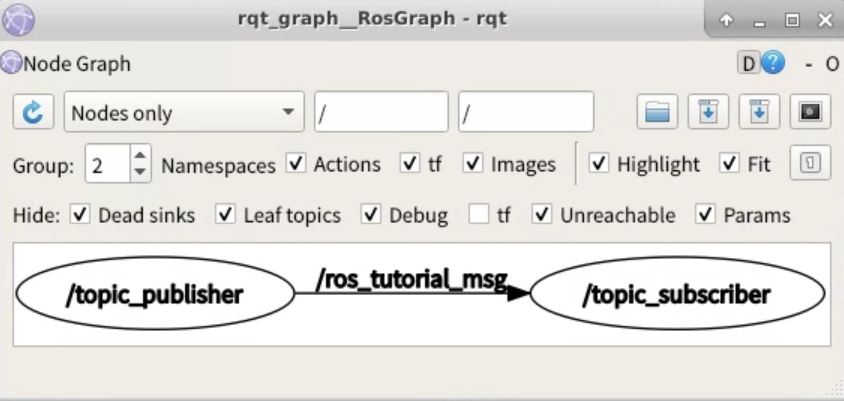 rqt_graph__RosGraph - rqt
Node Graph D ? - O
Nodes only / /
Group: 2 Namespaces Actions tf Images Highlight Fit 1
Hide: Dead sinks Leaf topics Debug tf Unreachable Params
/topic_publisher /ros_tutorial_msg /topic_subscriber